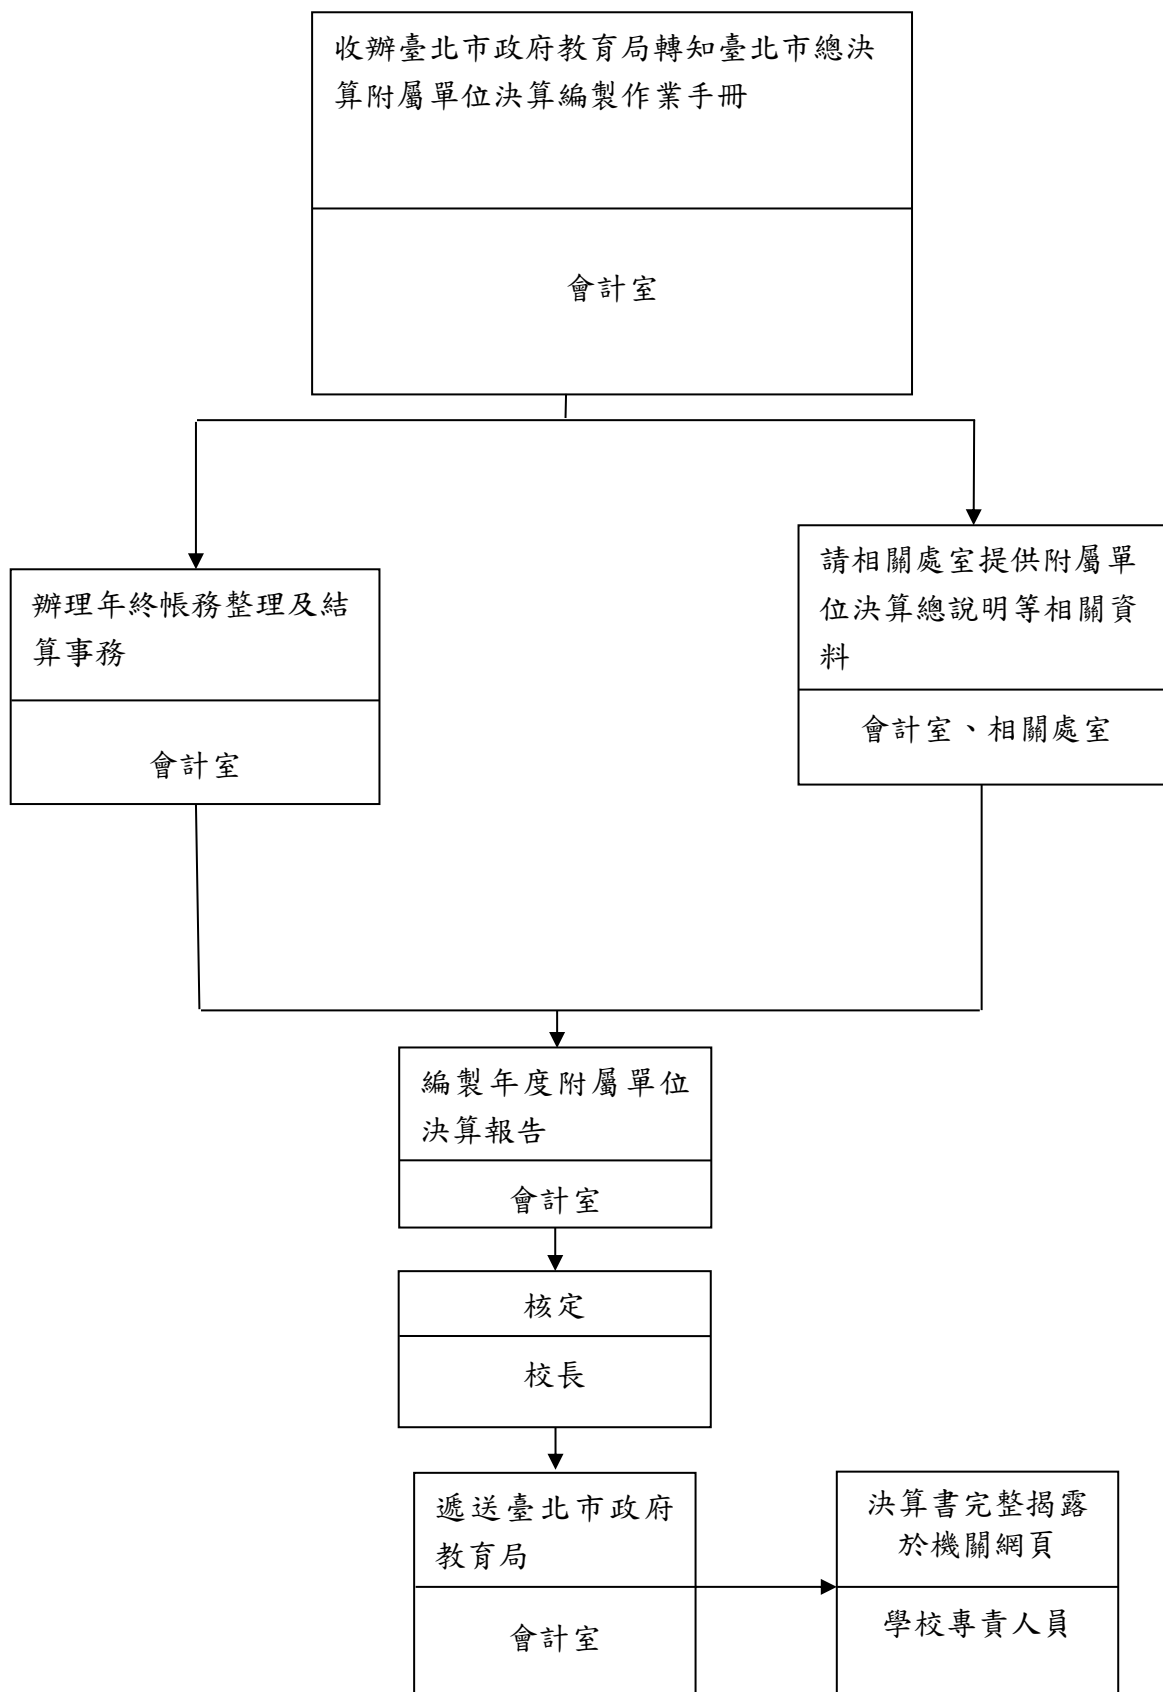 收辦臺北市政府教育局轉知臺北市總決
算附屬單位決算編製作業手冊
會計室
辦理年終帳務整理及結
算事務
會計室
請相關處室提供附屬單
位決算總說明等相關資
料
會計室、相關處室
編製年度附屬單位
決算報告
會計室
核定
校長
遞送臺北市政府
教育局
會計室
決算書完整揭露
於機關網頁
學校專責人員